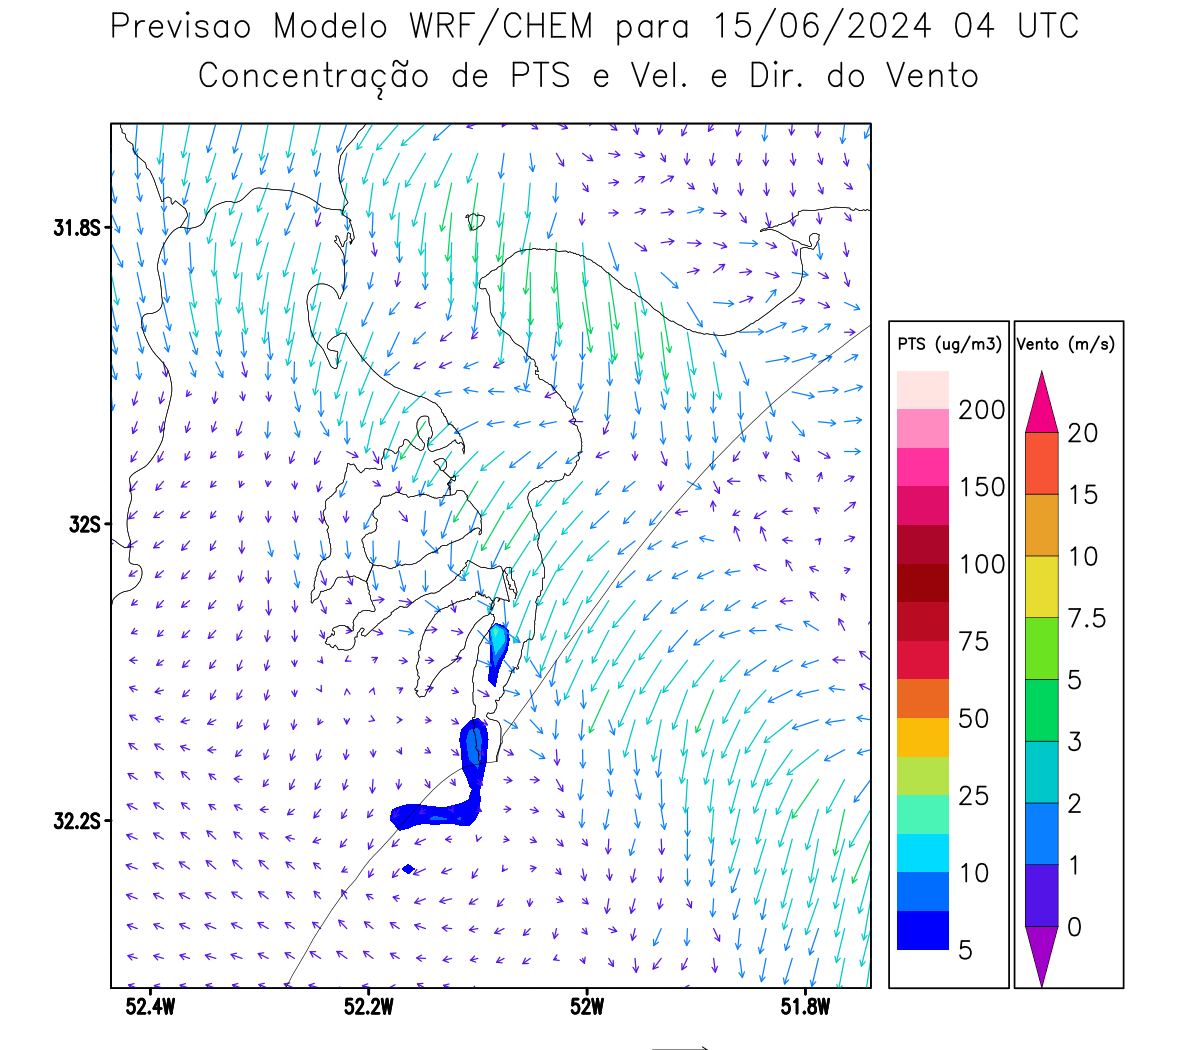 Previsao Modelo WRF/CHEM para 15/06/2024 04 UTC
Concentração de PTS e Vel. e Dir. do Vento
31.8S
32S
32.2S
52.4W 52.2W 52W 51.8W
PTS (ug/m3)
200
150
100
75
50
25
10
5
Vento (m/s)
20
15
10
7.5
5
3
2
1
0